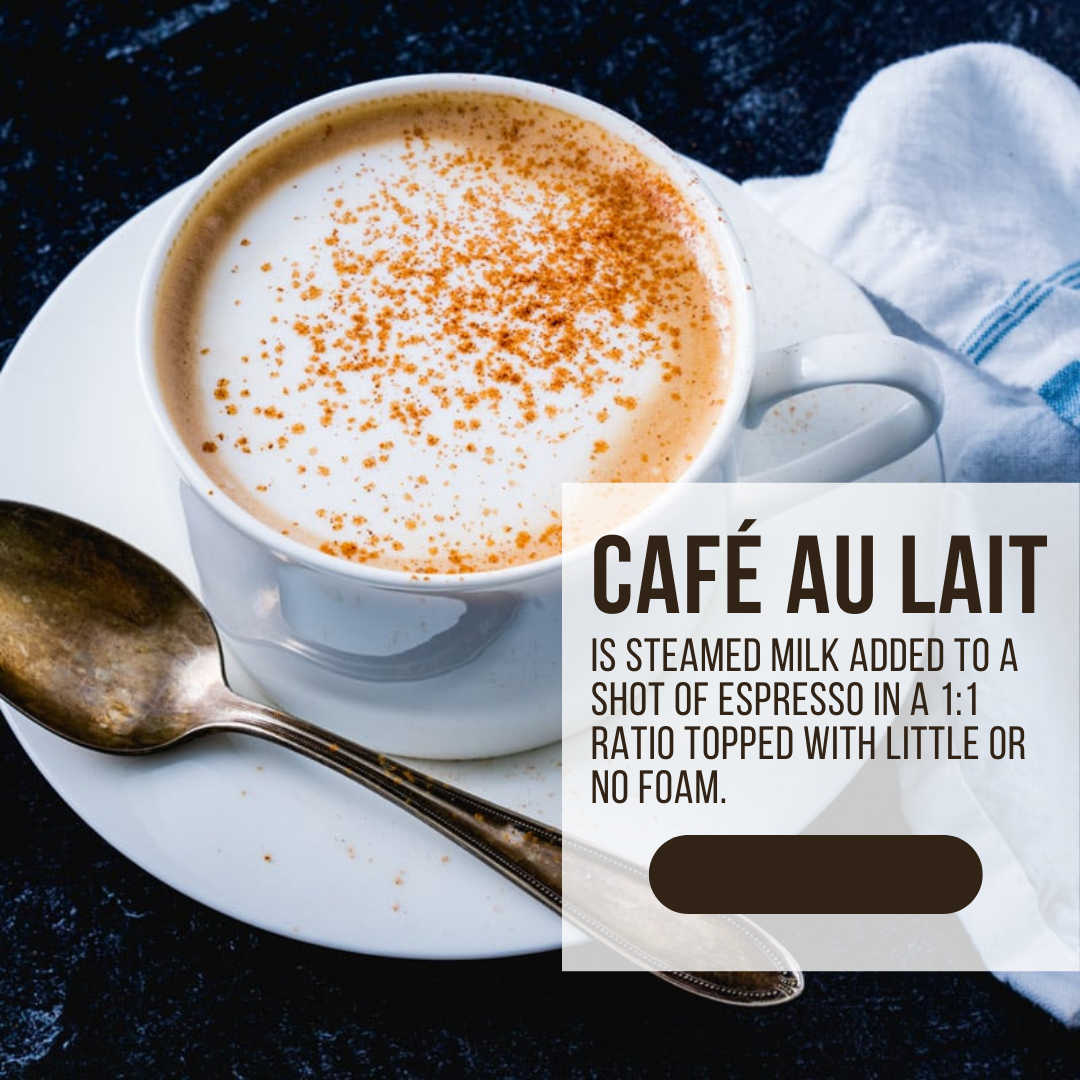 CAFÉ AU LAIT
IS STEAMED MILK ADDED TO A
SHOT OF ESPRESSO IN A 1:1
RATIO TOPPED WITH LITTLE OR
NO FOAM.